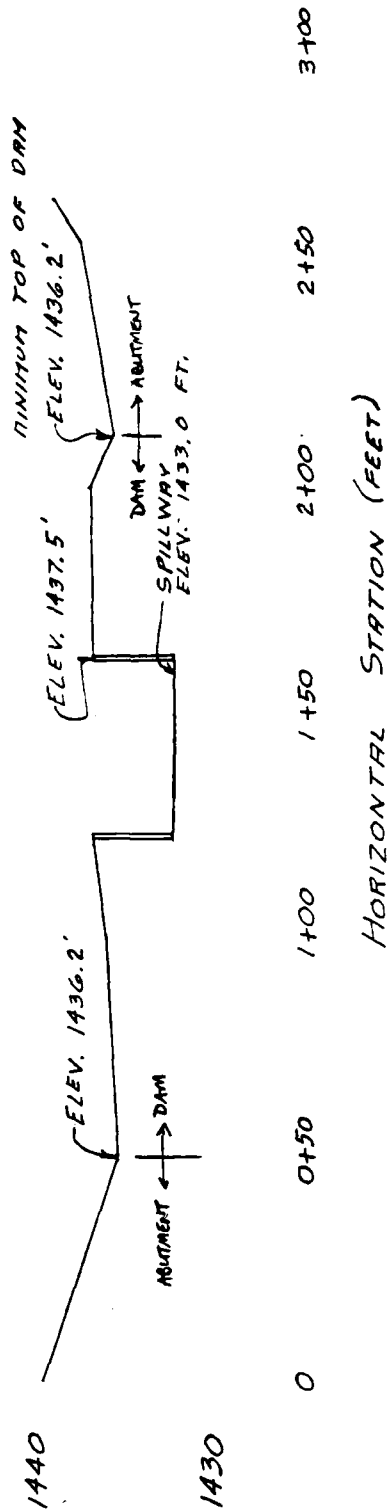 MINIMUM TOP OF DAM
ELEV. 1436.2'
ELEV. 1437.5'
ELEV. 1436.2'
1440
DAM ABUTMENT
SPILLWAY
ELEV. 1433.0 FT.
ABUTMENT DAM
1430
0 0+50 1+00 1+50 2+00 2+50 3+00
HORIZONTAL STATION (FEET)